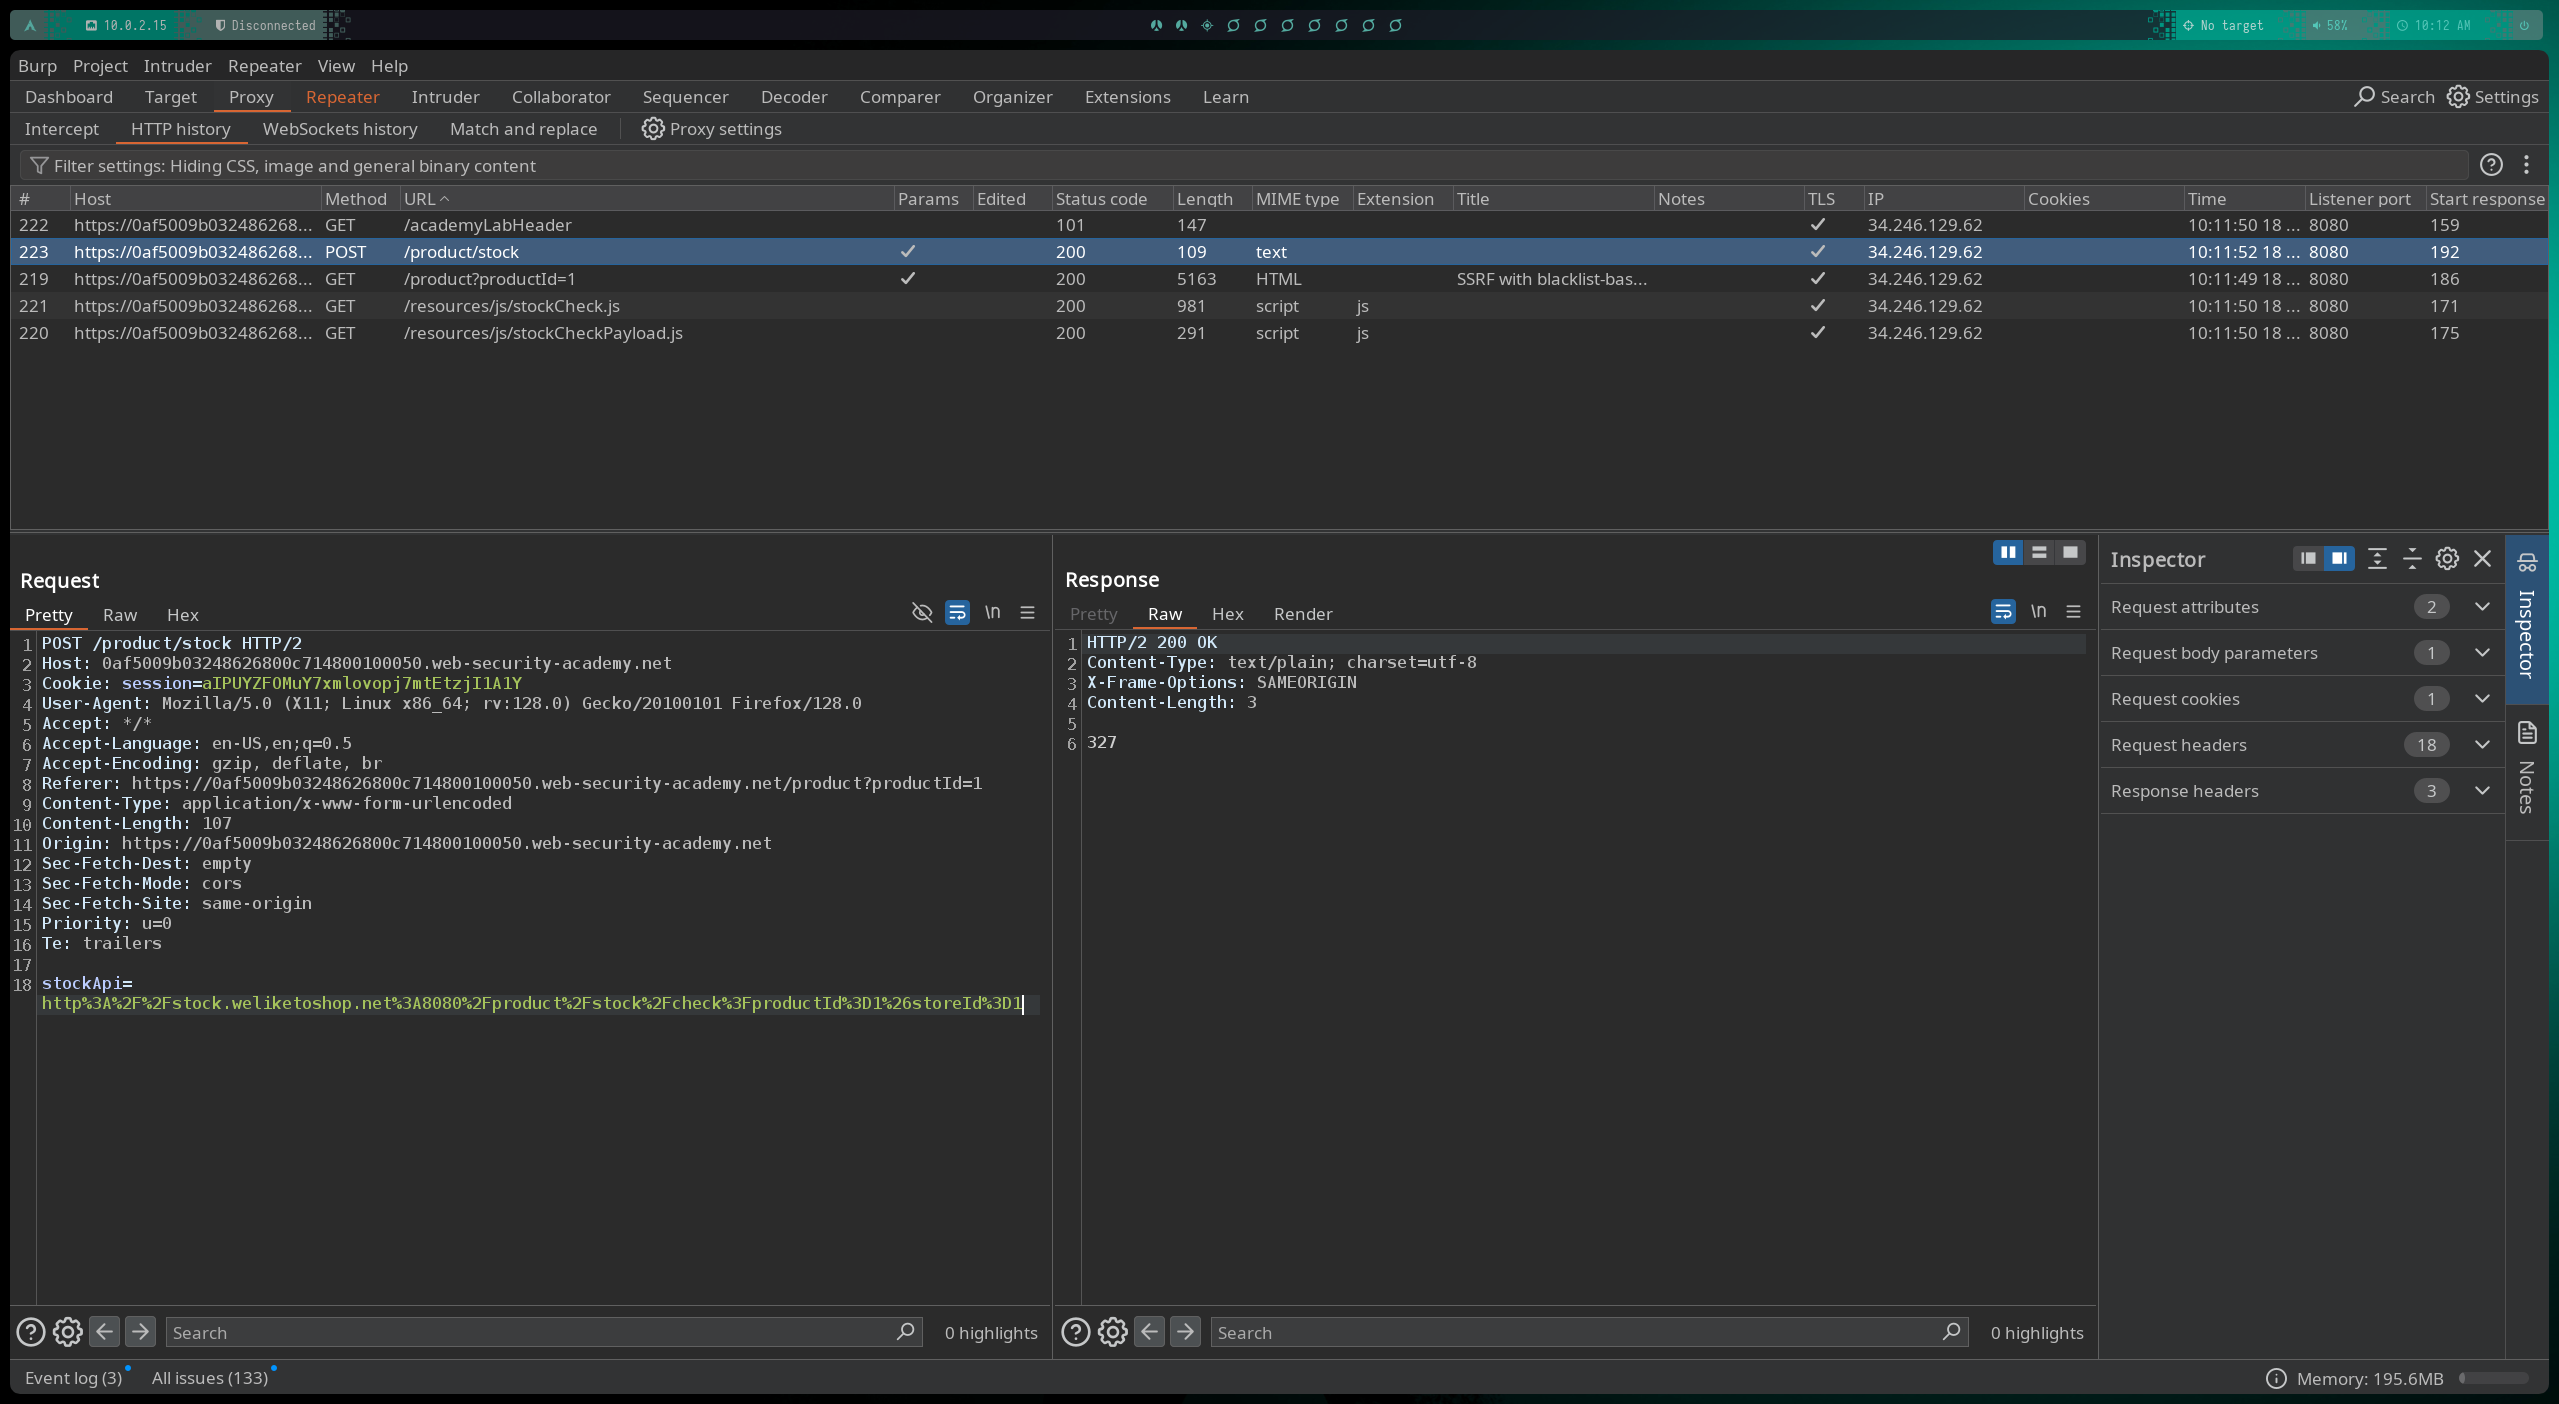 10.0.2.15 Disconnected No target 58% 10:12 AM
Burp Project Intruder Repeater View Help
Dashboard Target Proxy Repeater Intruder Collaborator Sequencer Decoder Comparer Organizer Extensions Learn Search Settings
Intercept HTTP history WebSockets history Match and replace Proxy settings
Filter settings: Hiding CSS, image and general binary content
# Host Method URL Params Edited Status code Length MIME type Extension Title Notes TLS IP Cookies Time Listener port Start response
222 https://0af5009b032486268... GET /academyLabHeader 101 147 34.246.129.62 10:11:50 18 ... 8080 159
223 https://0af5009b032486268... POST /product/stock 200 109 text 34.246.129.62 10:11:52 18 ... 8080 192
219 https://0af5009b032486268... GET /product?productId=1 200 5163 HTML SSRF with blacklist-bas... 34.246.129.62 10:11:49 18 ... 8080 186
221 https://0af5009b032486268... GET /resources/js/stockCheck.js 200 981 script js 34.246.129.62 10:11:50 18 ... 8080 171
220 https://0af5009b032486268... GET /resources/js/stockCheckPayload.js 200 291 script js 34.246.129.62 10:11:50 18 ... 8080 175
Request
Pretty Raw Hex \n
1 POST /product/stock HTTP/2
2 Host: 0af5009b03248626800c714800100050.web-security-academy.net
3 Cookie: session=aIPUYZFOMuY7xmlovopj7mtEtzjI1A1Y
4 User-Agent: Mozilla/5.0 (X11; Linux x86_64; rv:128.0) Gecko/20100101 Firefox/128.0
5 Accept: */*
6 Accept-Language: en-US,en;q=0.5
7 Accept-Encoding: gzip, deflate, br
8 Referer: https://0af5009b03248626800c714800100050.web-security-academy.net/product?productId=1
9 Content-Type: application/x-www-form-urlencoded
10 Content-Length: 107
11 Origin: https://0af5009b03248626800c714800100050.web-security-academy.net
12 Sec-Fetch-Dest: empty
13 Sec-Fetch-Mode: cors
14 Sec-Fetch-Site: same-origin
15 Priority: u=0
16 Te: trailers
17
18 stockApi=
http%3A%2F%2Fstock.weliketoshop.net%3A8080%2Fproduct%2Fstock%2Fcheck%3FproductId%3D1%26storeId%3D1
Search 0 highlights
Response
Pretty Raw Hex Render \n
1 HTTP/2 200 OK
2 Content-Type: text/plain; charset=utf-8
3 X-Frame-Options: SAMEORIGIN
4 Content-Length: 3
5
6 327
Search 0 highlights
Inspector
Request attributes 2
Request body parameters 1
Request cookies 1
Request headers 18
Response headers 3
Inspector
Notes
Event log (3) All issues (133) Memory: 195.6MB